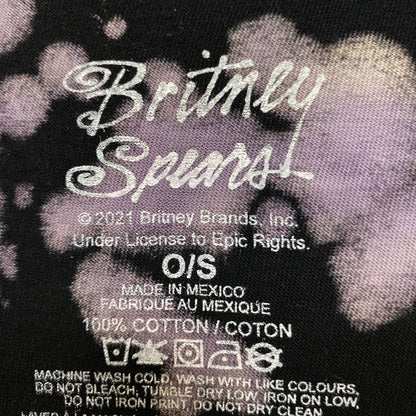 Britney
Spears
© 2021 Britney Brands, Inc.
Under License to Epic Rights.
O/S
MADE IN MEXICO
FABRIQUÉ AU MEXIQUE
100% COTTON / COTON
MACHINE WASH COLD, WASH WITH LIKE COLOURS,
DO NOT BLEACH, TUMBLE DRY LOW, IRON ON LOW,
DO NOT IRON PRINT, DO NOT DRY CLEAN